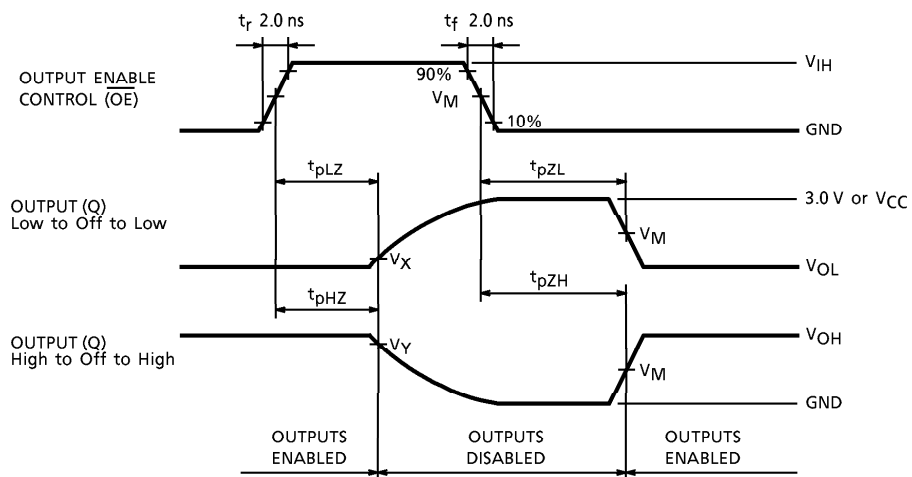 tr 2.0 ns
tf 2.0 ns
OUTPUT ENABLE
CONTROL (OE)
90%
VM
10%
VIH
GND
tpLZ
tpZL
OUTPUT (Q)
Low to Off to Low
3.0 V or VCC
VM
VX
VOL
tpHZ
tpZH
OUTPUT (Q)
High to Off to High
VY
VOH
VM
GND
OUTPUTS
ENABLED
OUTPUTS
DISABLED
OUTPUTS
ENABLED